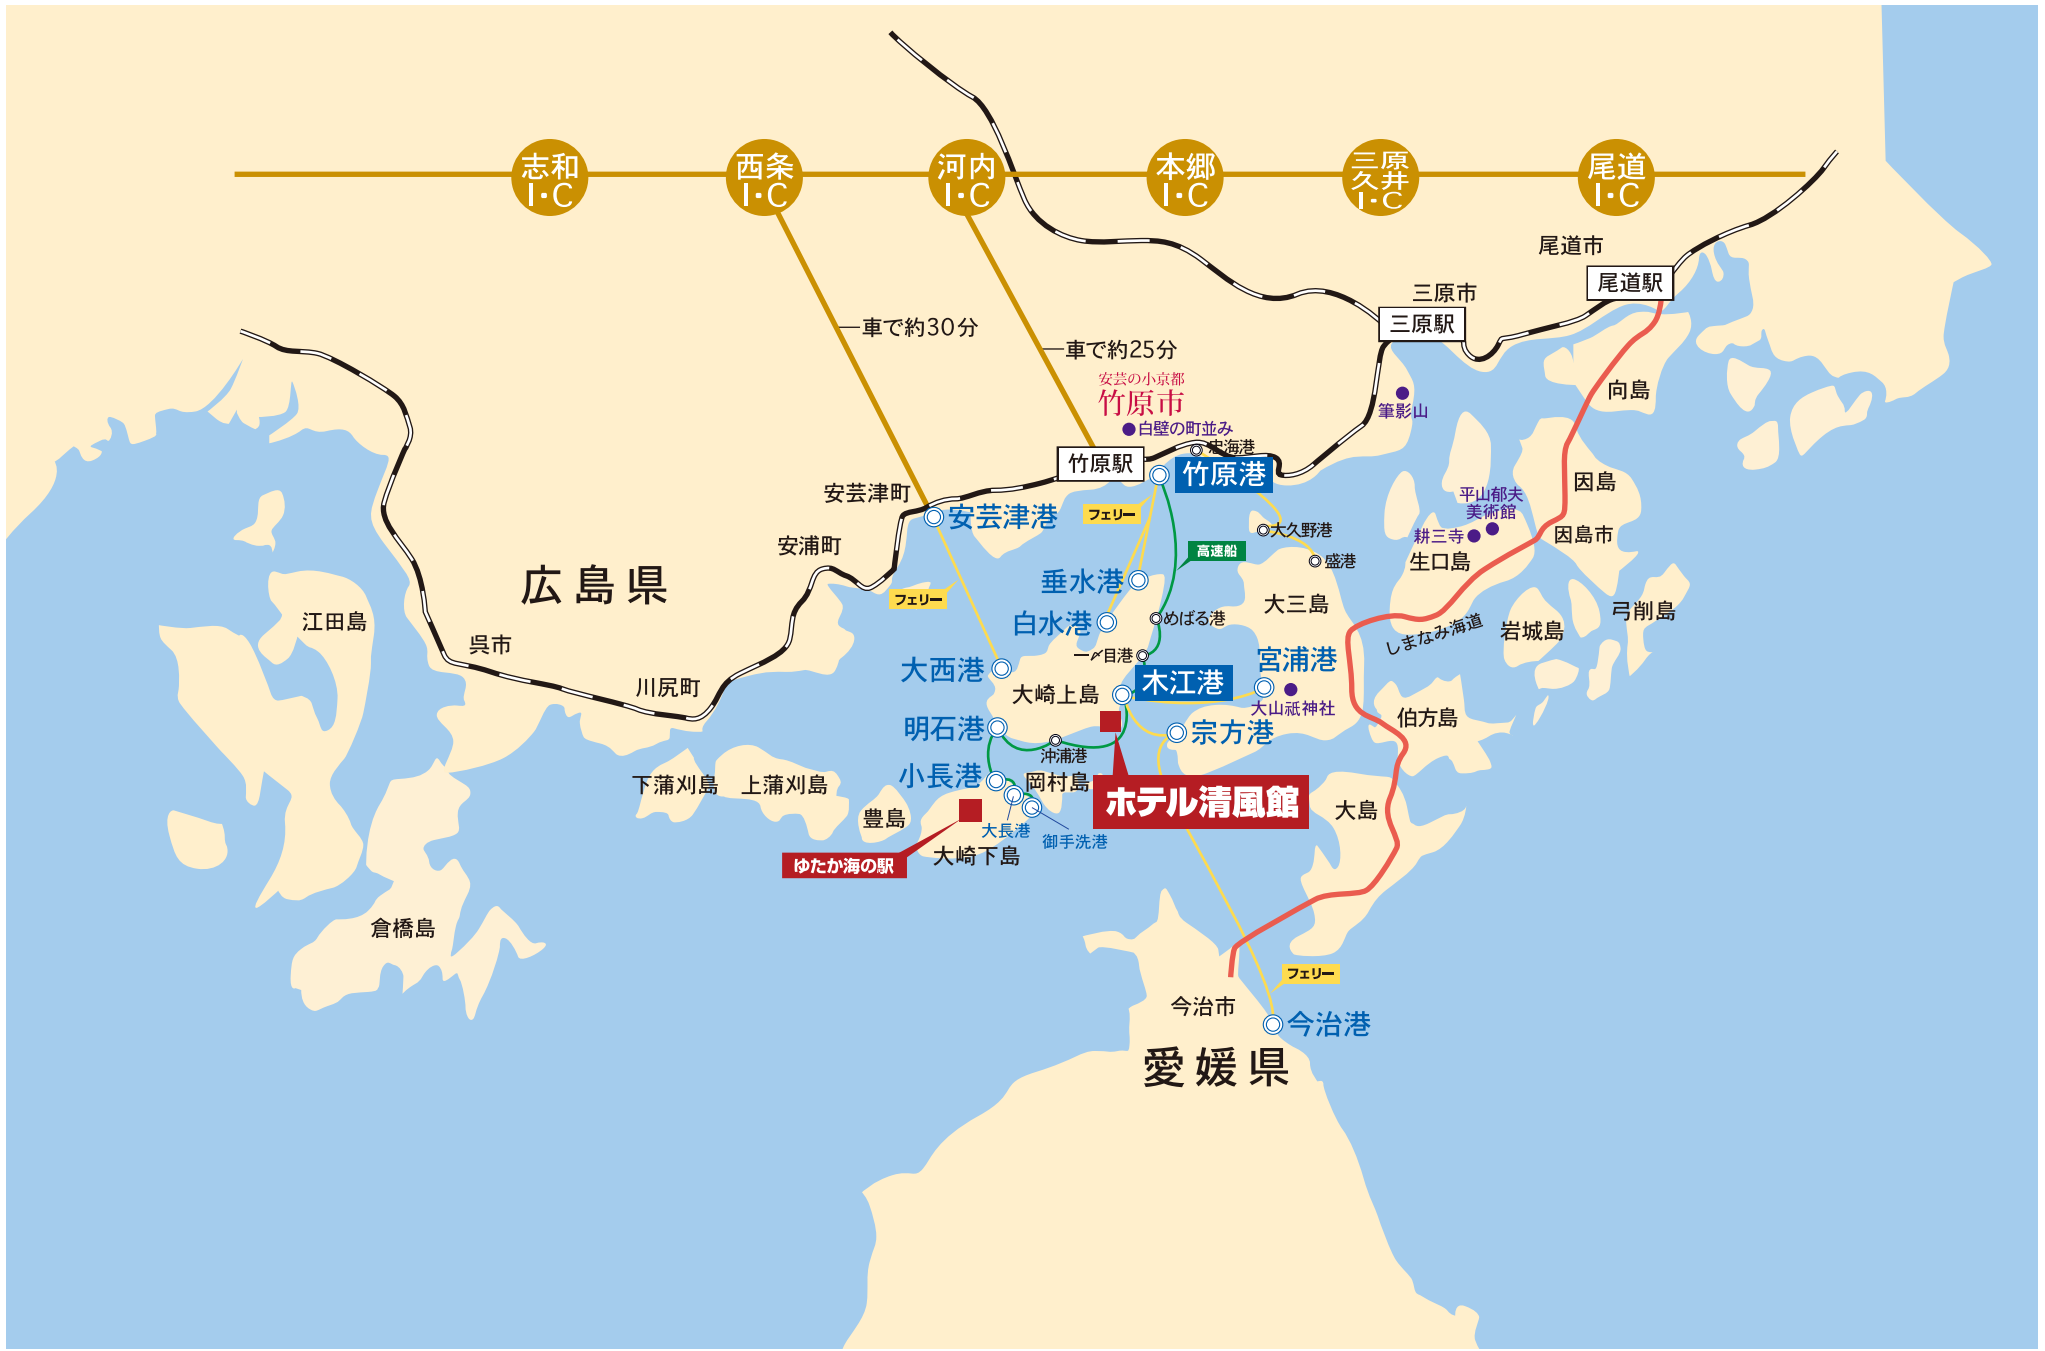 志和
I・C
西条
I・C
河内
I・C
本郷
I・C
三原
久井
I・C
尾道
I・C
尾道市
尾道駅
三原市
三原駅
車で約30分
車で約25分
安芸の小京都
竹原市
白壁の町並み
筆影山
向島
忠海港
竹原駅
竹原港
安芸津町
安芸津港
フェリー
因島
平山郁夫
美術館
耕三寺
因島市
生口島
大久野港
高速船
盛港
安浦町
広島県
垂水港
フェリー
大三島
めばる港
白水港
江田島
しまなみ海道
岩城島
弓削島
呉市
一〆目港
宮浦港
大西港
木江港
川尻町
大崎上島
大山祇神社
伯方島
明石港
宗方港
沖浦港
小長港
岡村島
下蒲刈島
上蒲刈島
ホテル清風館
大島
豊島
大長港
御手洗港
大崎下島
ゆたか海の駅
倉橋島
フェリー
今治市
今治港
愛媛県